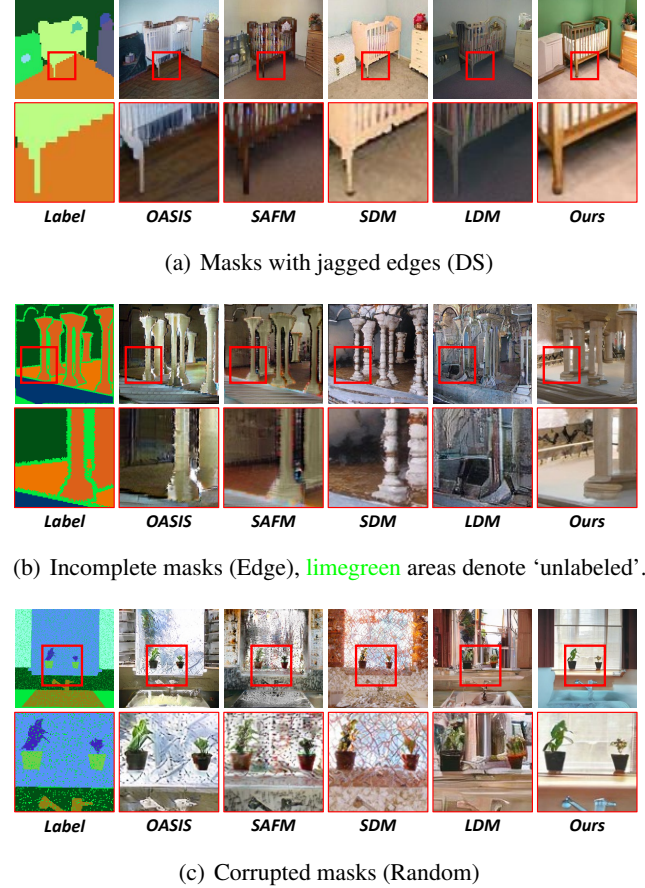 Label OASIS SAFM SDM LDM Ours
(a) Masks with jagged edges (DS)
Label OASIS SAFM SDM LDM Ours
(b) Incomplete masks (Edge), limegreen areas denote ‘unlabeled’.
Label OASIS SAFM SDM LDM Ours
(c) Corrupted masks (Random)